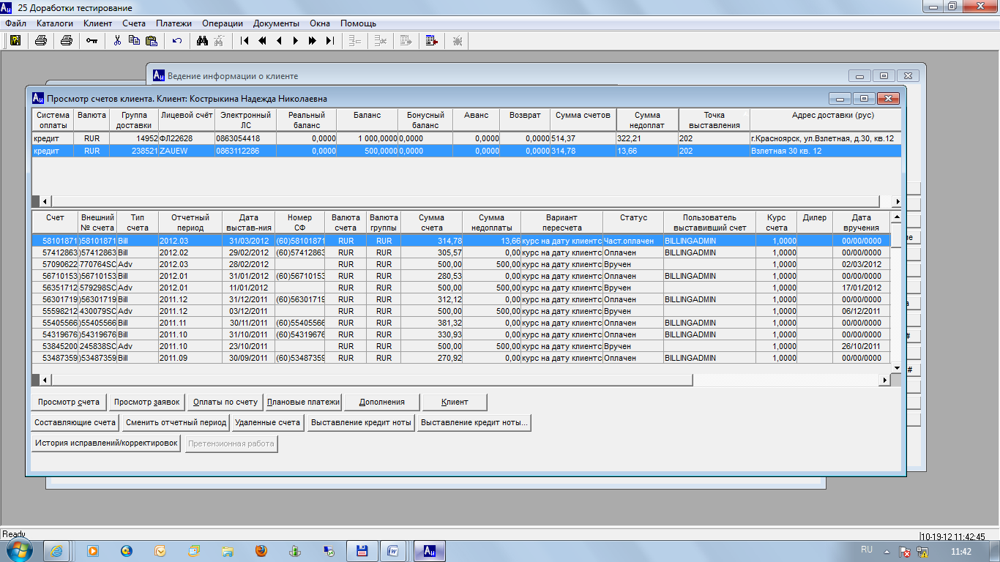 25 Доработки тестирование
Файл Каталоги Клиент Счета Платежи Операции Документы Окна Помощь
Ведение информации о клиенте
Просмотр счетов клиента. Клиент: Кострыкина Надежда Николаевна
Система оплаты Валюта Группа доставки Лицевой счёт Электронный ЛС Реальный баланс Баланс Бонусный баланс Аванс Возврат Сумма счетов Сумма недоплат Точка выставления Адрес доставки (рус)
кредит RUR 14952 ФЛ22628 0863054418 0,0000 1 000,0000 0,0000 0,0000 0,0000 514,37 322,21 202 г.Красноярск, ул.Взлетная, д.30, кв.12
кредит RUR 238521 ZAUEW 0863112286 0,0000 500,0000 0,0000 0,0000 0,0000 314,78 13,66 202 Взлетная 30 кв. 12
Счет Внешний № счета Тип счета Отчетный период Дата выстав-ния Номер СФ Валюта счета Валюта группы Сумма счета Сумма недоплаты Вариант пересчета Статус Пользователь выставивший счет Курс счета Дилер Дата вручения
58101871 )58101871 Bill 2012.03 31/03/2012 (60)58101871 RUR RUR 314,78 13,66 курс на дату клиентс Част.оплачен BILLINGADMIN 1,0000 00/00/0000
57412863 )57412863 Bill 2012.02 29/02/2012 (60)57412863 RUR RUR 305,57 0,00 курс на дату клиентс Оплачен BILLINGADMIN 1,0000 00/00/0000
57090622 -770764SC Adv 2012.03 28/02/2012 RUR RUR 500,00 500,00 курс на дату клиентс Вручен 1,0000 02/03/2012
56710153 )56710153 Bill 2012.01 31/01/2012 (60)56710153 RUR RUR 280,53 0,00 курс на дату клиентс Оплачен BILLINGADMIN 1,0000 00/00/0000
56351712 -579298SC Adv 2012.01 11/01/2012 RUR RUR 500,00 500,00 курс на дату клиентс Вручен 1,0000 17/01/2012
56301719 )56301719 Bill 2011.12 31/12/2011 (60)56301719 RUR RUR 312,12 0,00 курс на дату клиентс Оплачен BILLINGADMIN 1,0000 00/00/0000
55598212 -430079SC Adv 2011.12 03/12/2011 RUR RUR 500,00 500,00 курс на дату клиентс Вручен 1,0000 06/12/2011
55405566 )55405566 Bill 2011.11 30/11/2011 (60)55405566 RUR RUR 381,32 0,00 курс на дату клиентс Оплачен BILLINGADMIN 1,0000 00/00/0000
54319676 )54319676 Bill 2011.10 31/10/2011 (60)54319676 RUR RUR 330,93 0,00 курс на дату клиентс Оплачен BILLINGADMIN 1,0000 00/00/0000
53845200 -245838SC Adv 2011.10 23/10/2011 RUR RUR 500,00 500,00 курс на дату клиентс Вручен 1,0000 26/10/2011
53487359 )53487359 Bill 2011.09 30/09/2011 (60)53487359 RUR RUR 270,92 0,00 курс на дату клиентс Оплачен BILLINGADMIN 1,0000 00/00/0000
Просмотр счета Просмотр заявок Оплаты по счету Плановые платежи Дополнения Клиент
Составляющие счета Сменить отчетный период Удаленные счета Выставление кредит ноты Выставление кредит ноты...
История исправлений/корректировок Претензионная работа
Ready 10-19-12 11:42:45
RU 11:42